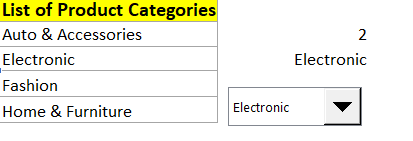 List of Product Categories
Auto & Accessories
2
Electronic
Electronic
Fashion
Home & Furniture
Electronic